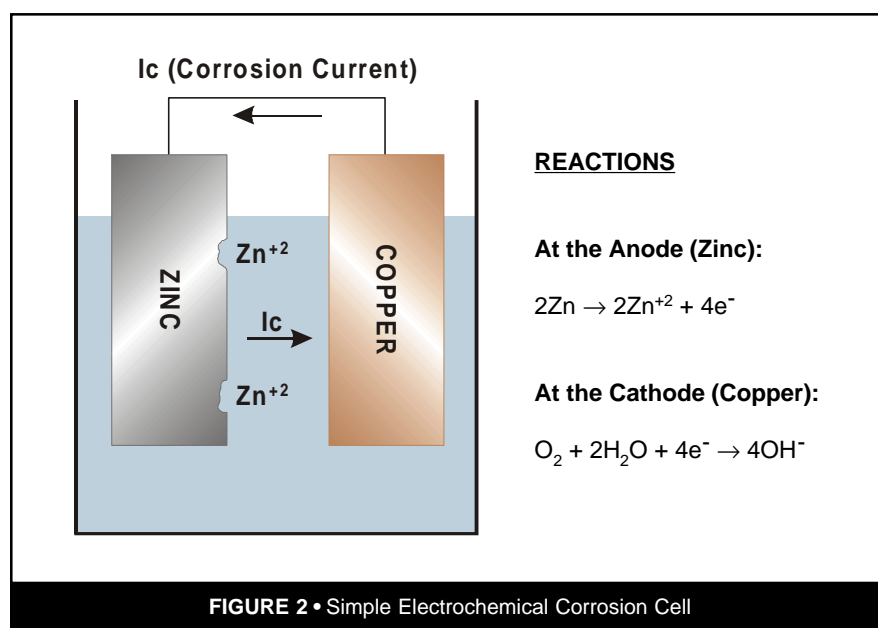 Ic (Corrosion Current)
ZINC
Zn⁺²
Ic
Zn⁺²
COPPER
REACTIONS
At the Anode (Zinc):
2Zn → 2Zn⁺² + 4e⁻
At the Cathode (Copper):
O₂ + 2H₂O + 4e⁻ → 4OH⁻
FIGURE 2 • Simple Electrochemical Corrosion Cell